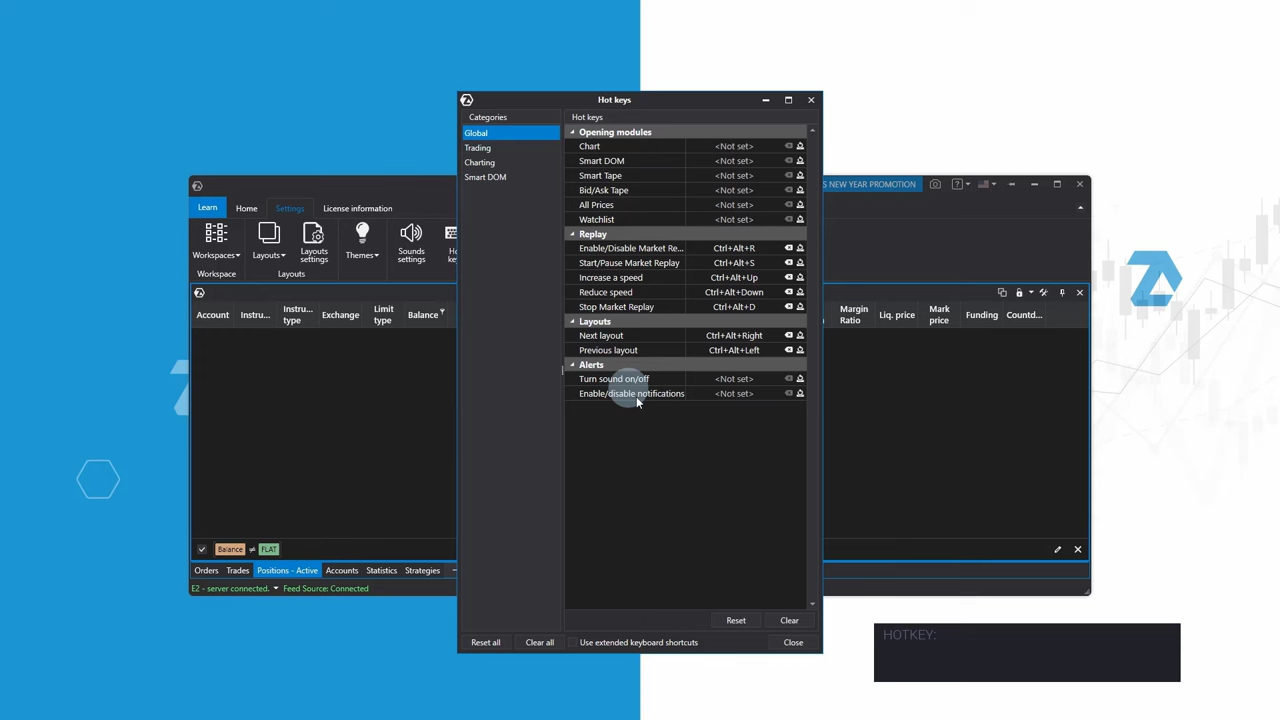 Hot keys
Categories
Hot keys
Global
Trading
Charting
Smart DOM
Opening modules
Chart <Not set>
Smart DOM <Not set>
Smart Tape <Not set>
Bid/Ask Tape <Not set>
All Prices <Not set>
Watchlist <Not set>
Replay
Enable/Disable Market Re... Ctrl+Alt+R
Start/Pause Market Replay Ctrl+Alt+S
Increase a speed Ctrl+Alt+Up
Reduce speed Ctrl+Alt+Down
Stop Market Replay Ctrl+Alt+D
Layouts
Next layout Ctrl+Alt+Right
Previous layout Ctrl+Alt+Left
Alerts
Turn sound on/off <Not set>
Enable/disable notifications <Not set>
Reset Clear
Reset all Clear all Use extended keyboard shortcuts Close
S NEW YEAR PROMOTION
Learn Home Settings License information
Workspaces Layouts Layouts settings Themes Sounds settings
Workspace Layouts
Account Instru... Instru... type Exchange Limit type Balance Margin Ratio Liq. price Mark price Funding Countd...
Balance ≠ FLAT
Orders Trades Positions - Active Accounts Statistics Strategies
E2 - server connected. Feed Source: Connected
HOTKEY: